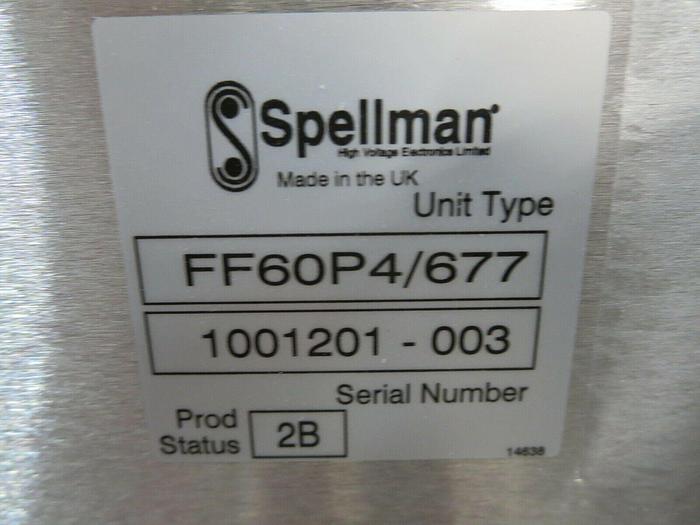 Spellman
High Voltage Electronics Limited
Made in the UK
Unit Type
FF60P4/677
1001201 - 003
Serial Number
Prod
Status
2B
14638